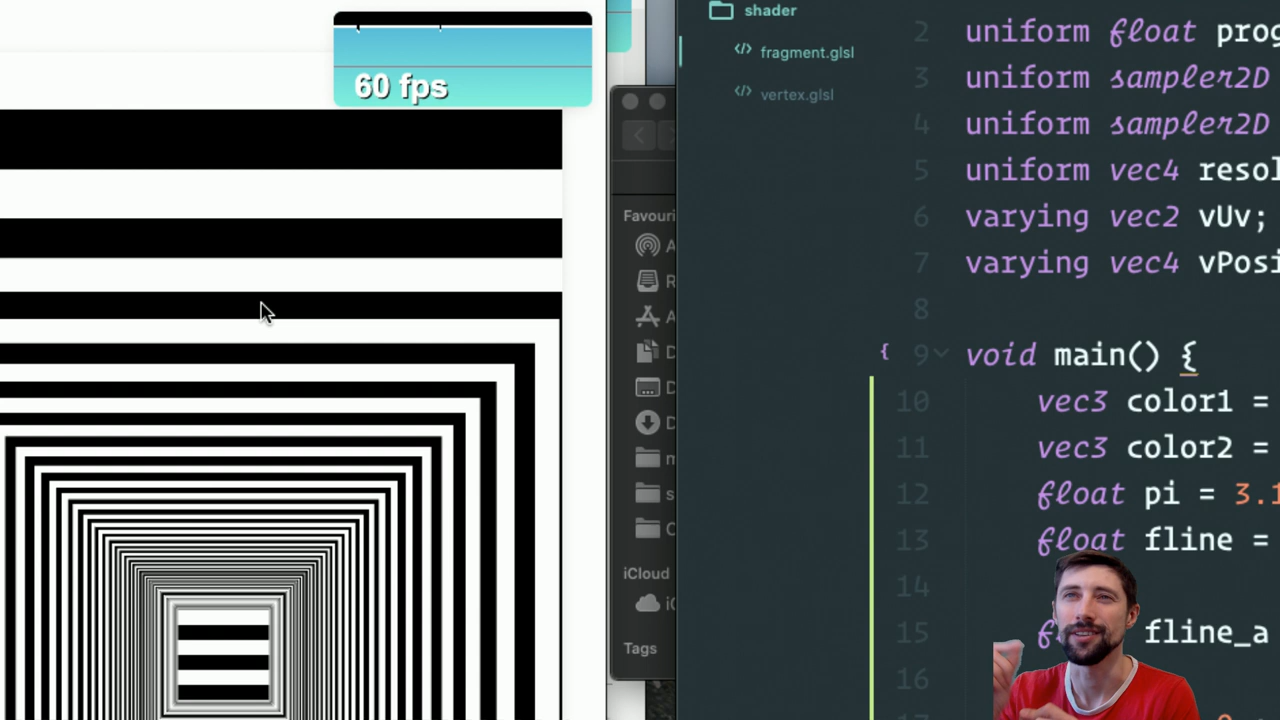 60 fps
Favouri
iCloud
Tags
shader
fragment.glsl
vertex.glsl
2 uniform float prog
3 uniform sampler2D
4 uniform sampler2D
5 uniform vec4 resol
6 varying vec2 vUv;
7 varying vec4 vPosi
8
{ 9 void main() {
10 vec3 color1 =
11 vec3 color2 =
12 float pi = 3.1
13 float fline =
14
15 fline_a
16